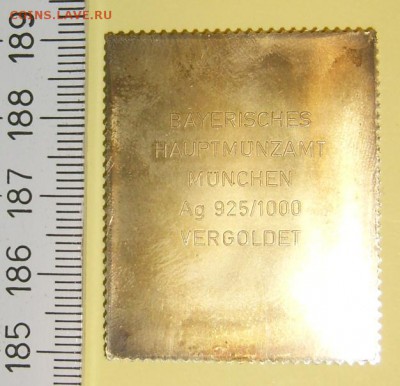 COINS.LAVE.RU
BAYERISCHES
HAUPTMÜNZAMT
MÜNCHEN
Ag 925/1000
VERGOLDET
189
188
187
186
185